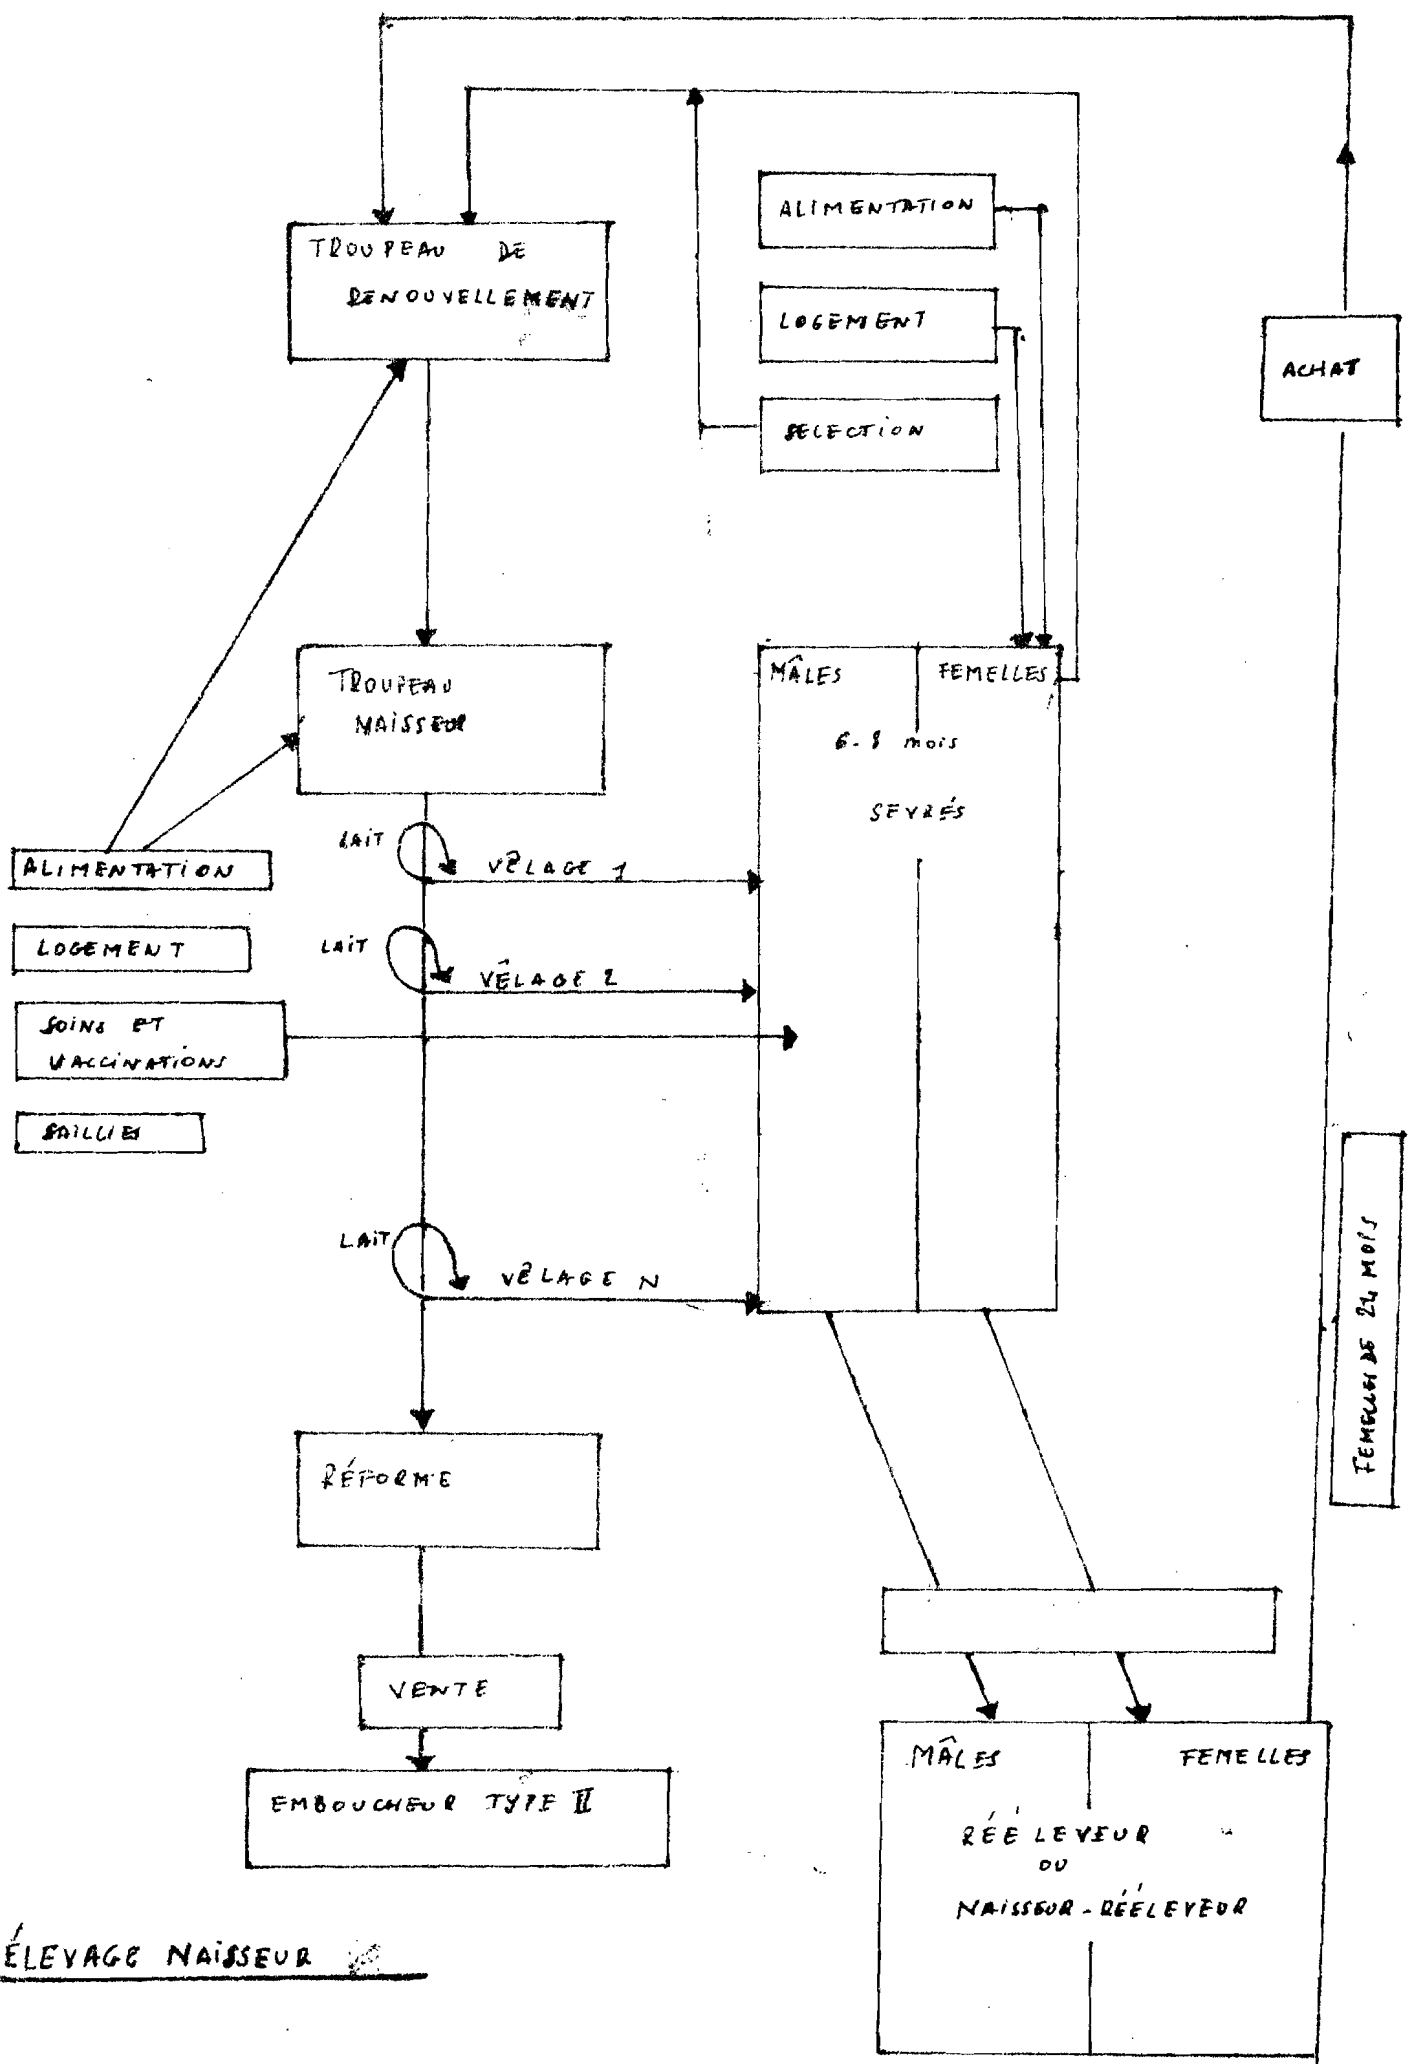 ALIMENTATION
TROUPEAU DE
RENOUVELLEMENT
LOGEMENT
ACHAT
SELECTION
MÂLES
FEMELLES
TROUPEAU
NAISSEUR
6-8 mois
SEVRÉS
LAIT
VÊLAGE 1
ALIMENTATION
LAIT
VÊLAGE 2
LOGEMENT
SOINS ET
VACCINATIONS
SAILLIES
LAIT
VÊLAGE N
FEMELLES DE 24 MOIS
RÉFORME
VENTE
MÂLES
FEMELLES
EMBOUCHEUR TYPE II
RÉÉLEVEUR
OU
NAISSEUR-RÉÉLEVEUR
ÉLEVAGE NAISSEUR